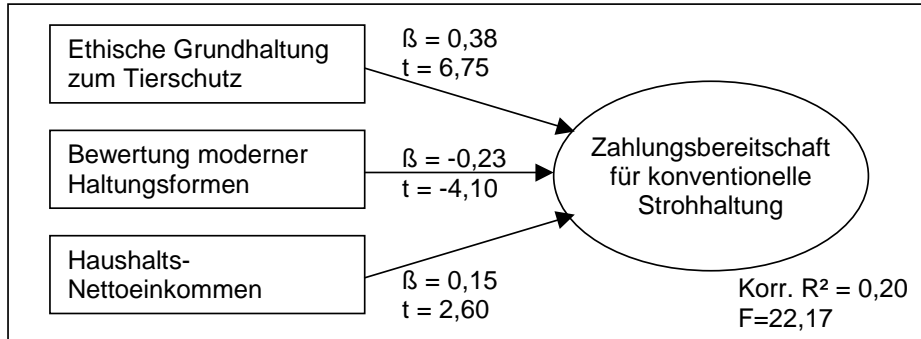 Ethische Grundhaltung
zum Tierschutz
ß = 0,38
t = 6,75
Bewertung moderner
Haltungsformen
ß = -0,23
t = -4,10
Haushalts-
Nettoeinkommen
ß = 0,15
t = 2,60
Zahlungsbereitschaft
für konventionelle
Strohhaltung
Korr. R² = 0,20
F=22,17